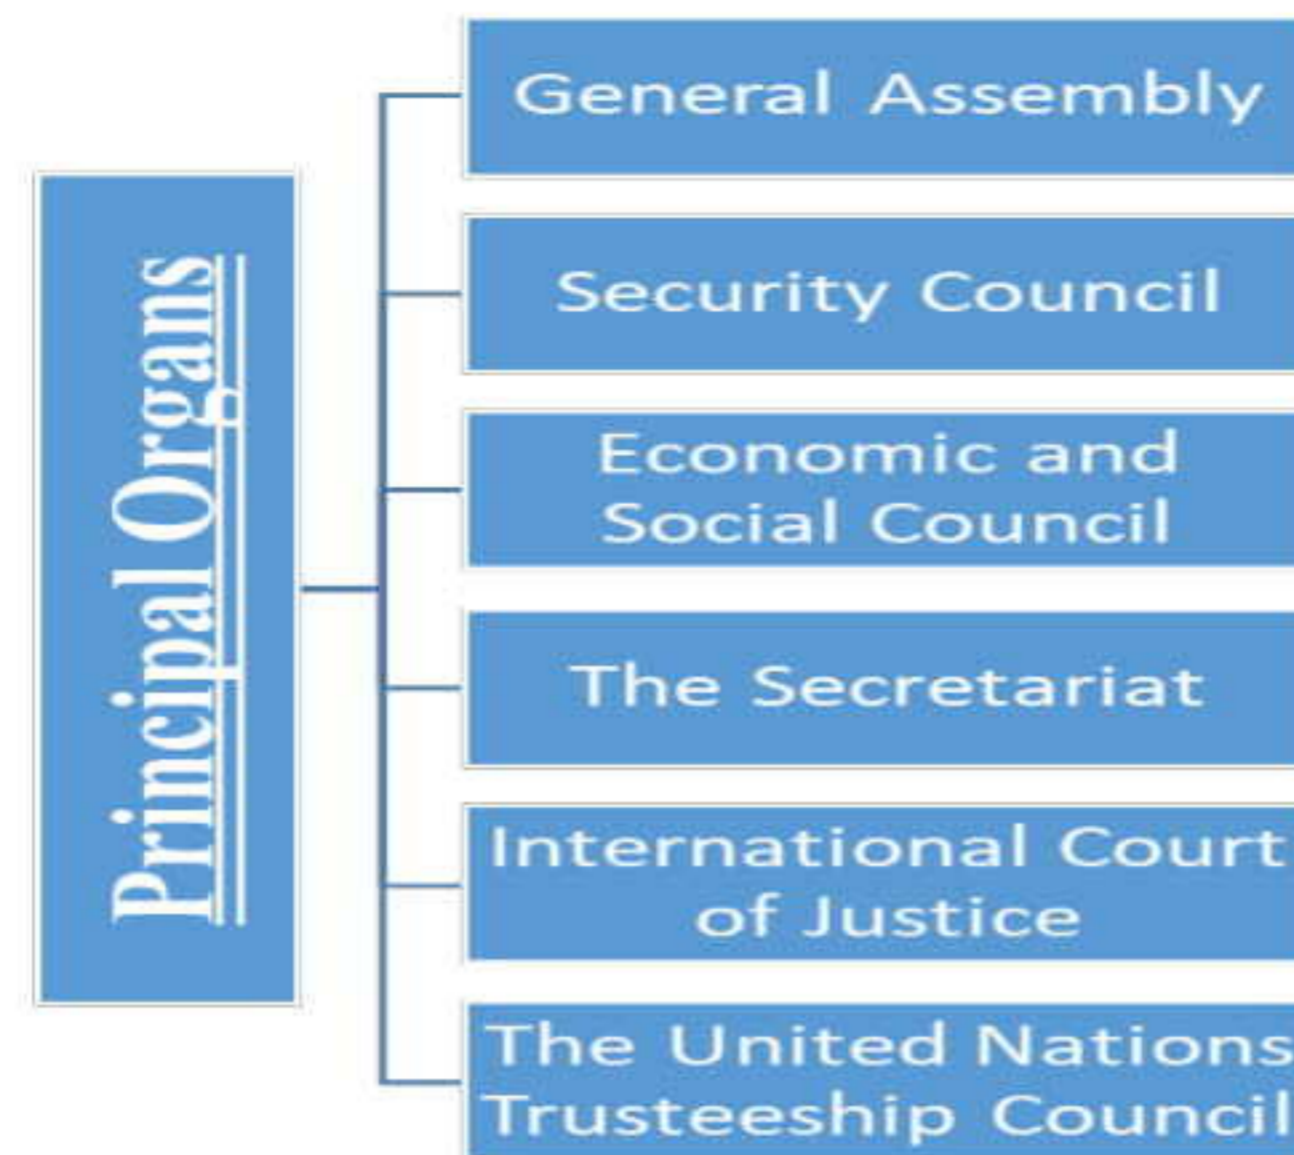 Principal Organs
General Assembly
Security Council
Economic and
Social Council
The Secretariat
International Court
of Justice
The United Nations
Trusteeship Council